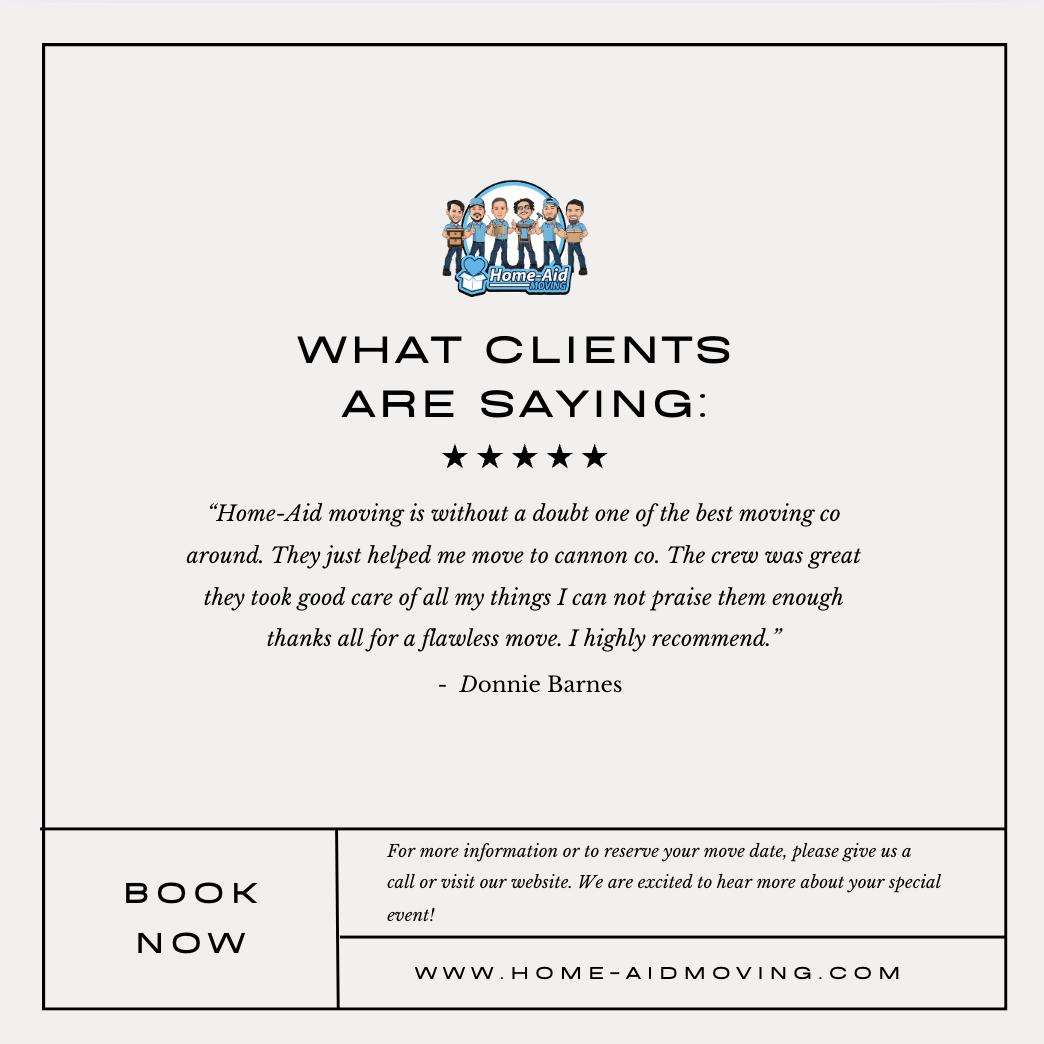 Home-Aid
MOVING
WHAT CLIENTS
ARE SAYING:
★★★★★
“Home-Aid moving is without a doubt one of the best moving co
around. They just helped me move to cannon co. The crew was great
they took good care of all my things I can not praise them enough
thanks all for a flawless move. I highly recommend.”
- Donnie Barnes
BOOK
NOW
For more information or to reserve your move date, please give us a
call or visit our website. We are excited to hear more about your special
event!
WWW.HOME-AIDMOVING.COM